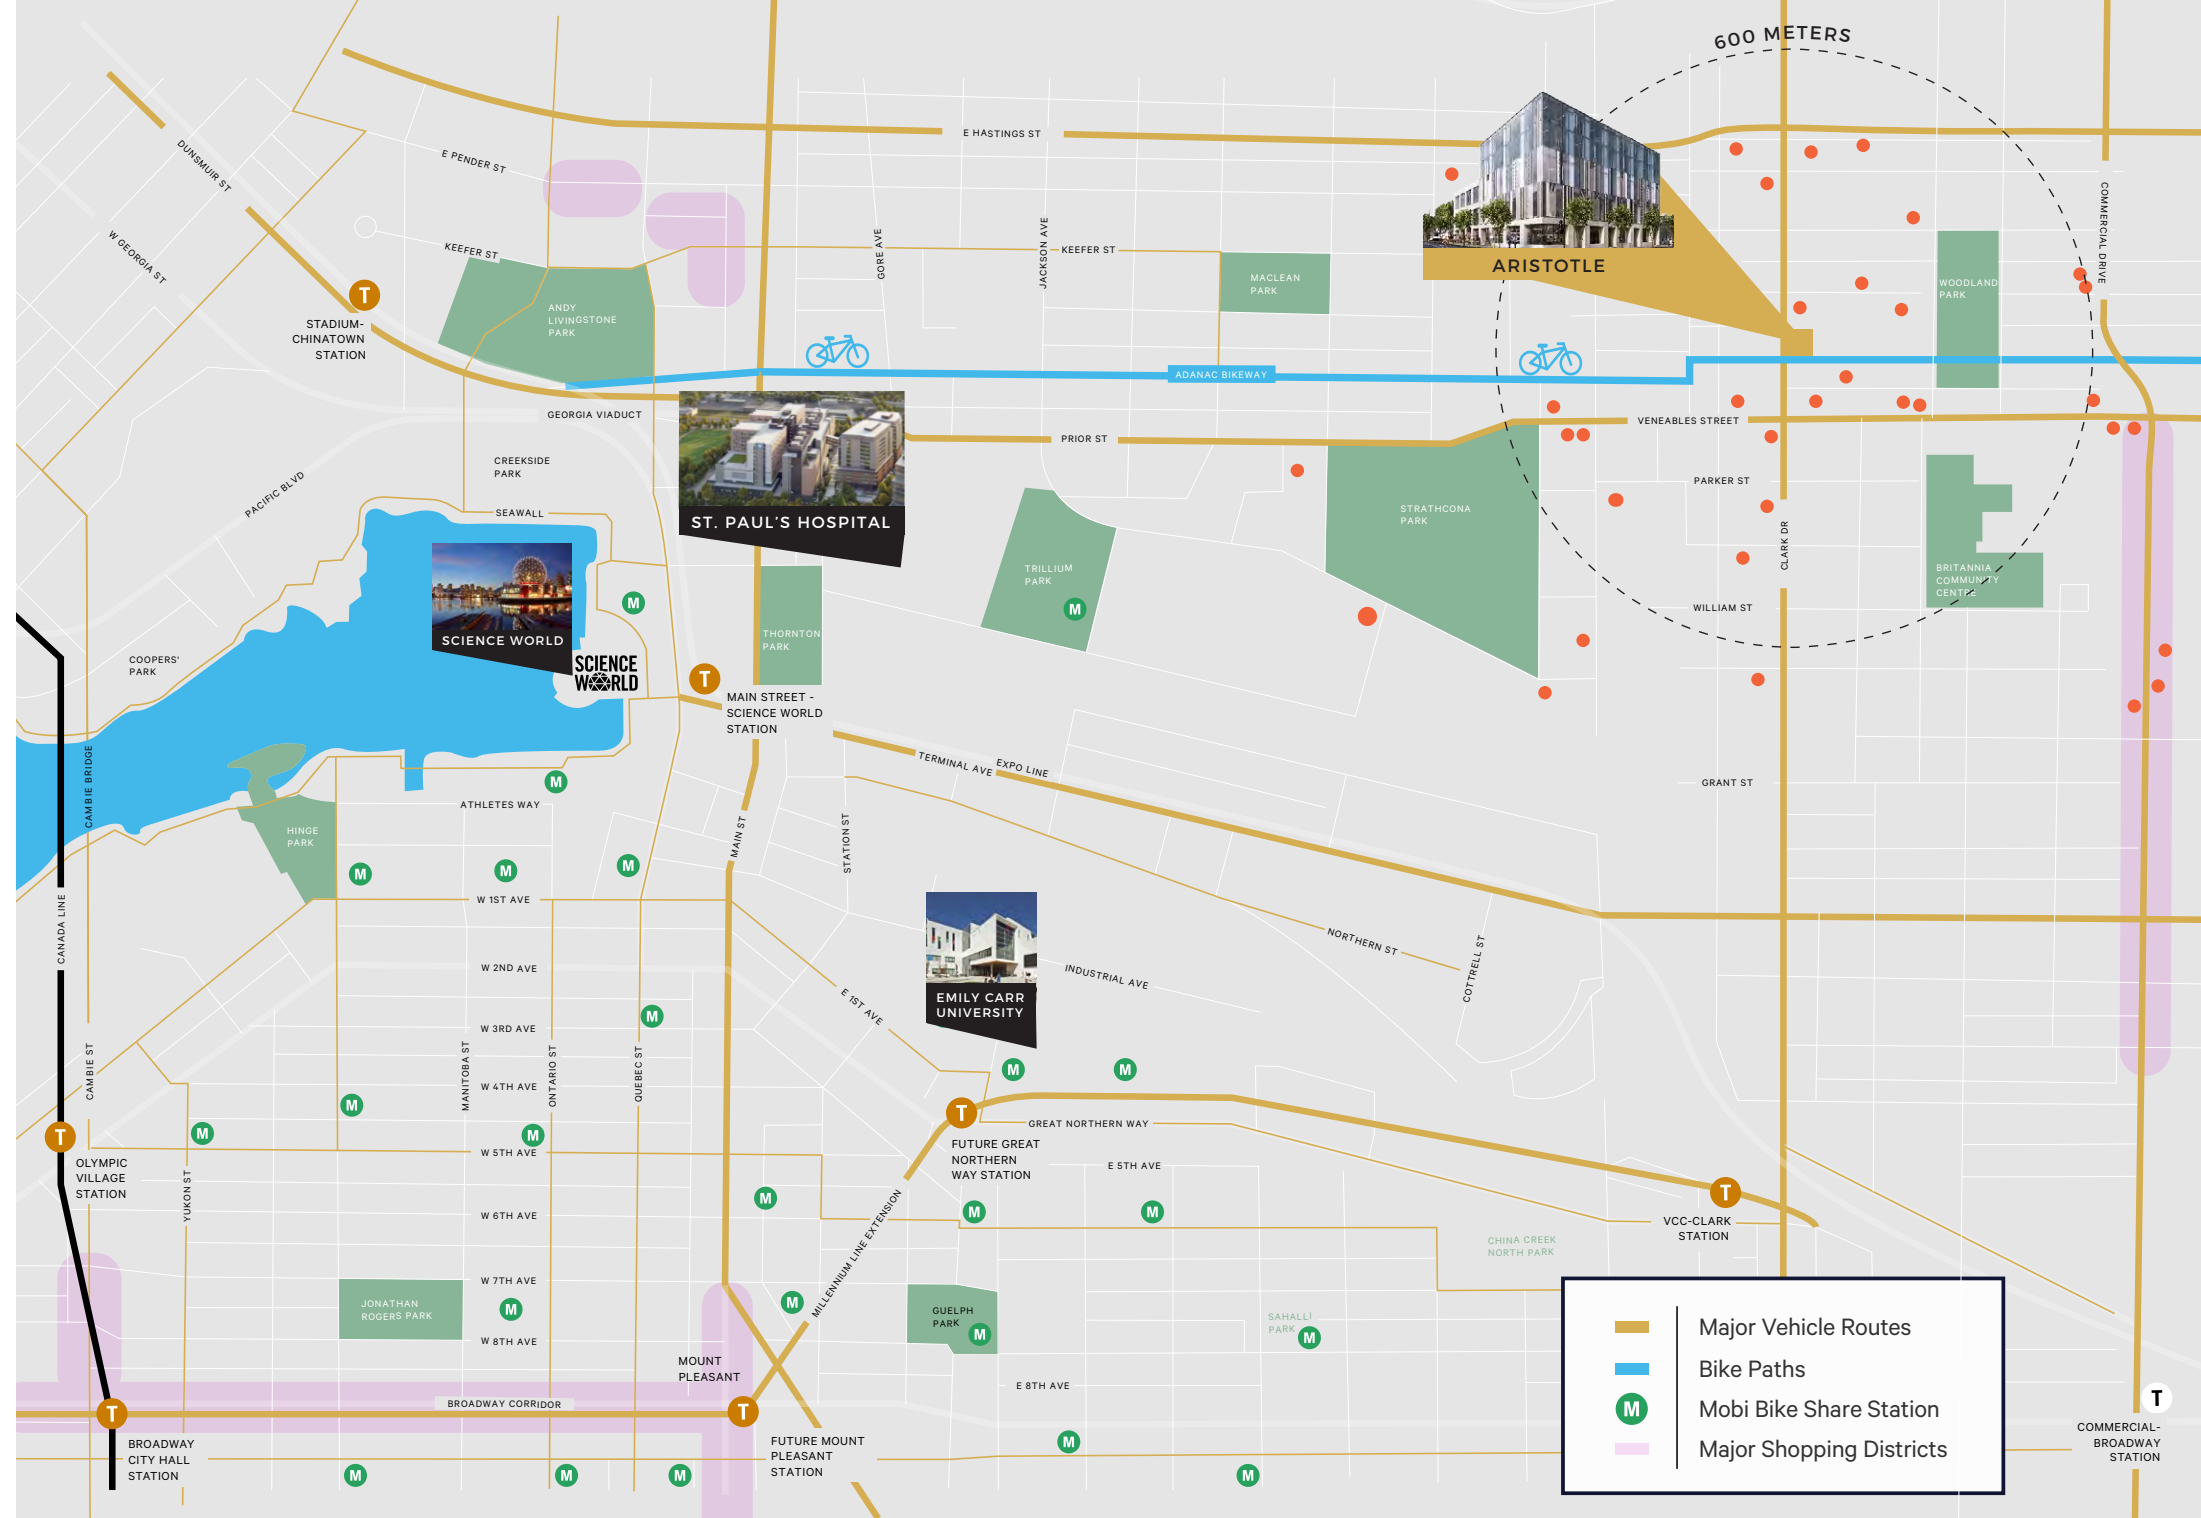 600 METERS
E HASTINGS ST
DUNSMUIR ST
E PENDER ST
W GEORGIA ST
KEEFER ST
GORE AVE
JACKSON AVE
KEEFER ST
COMMERCIAL DRIVE
ARISTOTLE
MACLEAN
PARK
WOODLAND
PARK
T
STADIUM-
CHINATOWN
STATION
ANDY
LIVINGSTONE
PARK
ADANAC BIKEWAY
GEORGIA VIADUCT
VENEABLES STREET
PRIOR ST
CREEKSIDE
PARK
PACIFIC BLVD
SEAWALL
ST. PAUL'S HOSPITAL
PARKER ST
STRATHCONA
PARK
CLARK DR
TRILLIUM
PARK
M
BRITANNIA
COMMUNITY
CENTRE
WILLIAM ST
M
SCIENCE WORLD
SCIENCE
WORLD
THORNTON
PARK
COOPERS'
PARK
T
MAIN STREET -
SCIENCE WORLD
STATION
CAMBIE BRIDGE
TERMINAL AVE
EXPO LINE
GRANT ST
M
ATHLETES WAY
HINGE
PARK
MAIN ST
STATION ST
M
M
M
W 1ST AVE
CANADA LINE
NORTHERN ST
COTTRELL ST
W 2ND AVE
INDUSTRIAL AVE
EMILY CARR
UNIVERSITY
E 1ST AVE
M
W 3RD AVE
CAMBIE ST
MANITOBA ST
ONTARIO ST
QUEBEC ST
M
M
W 4TH AVE
M
T
GREAT NORTHERN WAY
T
M
M
FUTURE GREAT
NORTHERN
WAY STATION
W 5TH AVE
E 5TH AVE
OLYMPIC
VILLAGE
STATION
YUKON ST
M
T
M
M
W 6TH AVE
VCC-CLARK
STATION
MILLENNIUM LINE EXTENSION
CHINA CREEK
NORTH PARK
W 7TH AVE
JONATHAN
ROGERS PARK
M
M
GUELPH
PARK
M
SAHALLI
PARK
M
W 8TH AVE
MOUNT
PLEASANT
E 8TH AVE
BROADWAY CORRIDOR
T
T
BROADWAY
CITY HALL
STATION
FUTURE MOUNT
PLEASANT
STATION
M
M
M
M
M
Major Vehicle Routes
Bike Paths
M Mobi Bike Share Station
Major Shopping Districts
T
COMMERCIAL-
BROADWAY
STATION